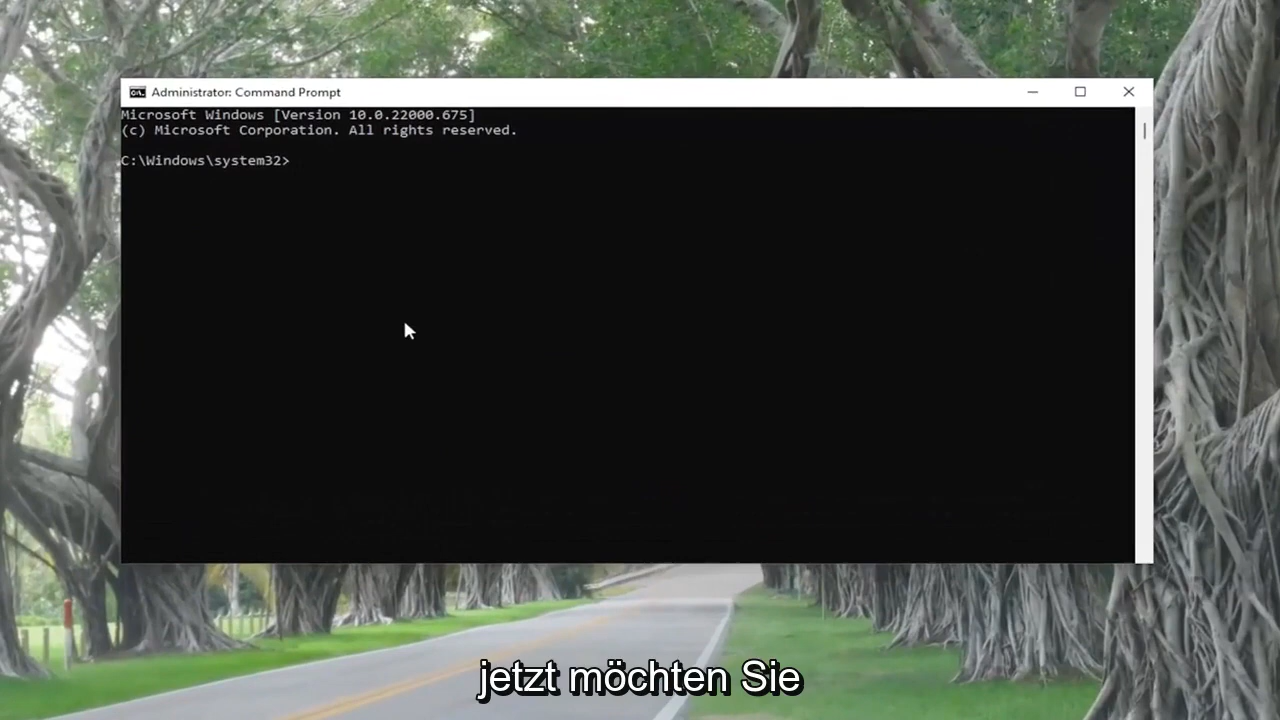 Administrator: Command Prompt
Microsoft Windows [Version 10.0.22000.675]
(c) Microsoft Corporation. All rights reserved.
C:\Windows\system32>
jetzt möchten Sie